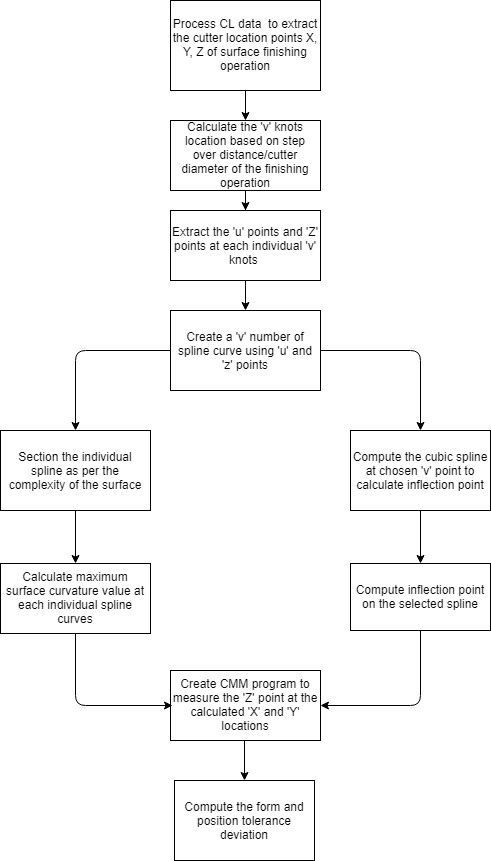 Process CL data  to extract
the cutter location points X,
Y, Z of surface finishing
operation
Calculate the 'v' knots
location based on step
over distance/cutter
diameter of the finishing
operation
Extract the 'u' points and 'Z'
points at each individual 'v'
knots
Create a 'v' number of
spline curve using 'u' and
'z' points
Section the individual
spline as per the
complexity of the surface
Compute the cubic spline
at chosen 'v' point to
calculate inflection point
Calculate maximum
surface curvature value at
each individual spline
curves
Compute inflection point
on the selected spline
Create CMM program to
measure the 'Z' point at the
calculated 'X' and 'Y'
locations
Compute the form and
position tolerance
deviation